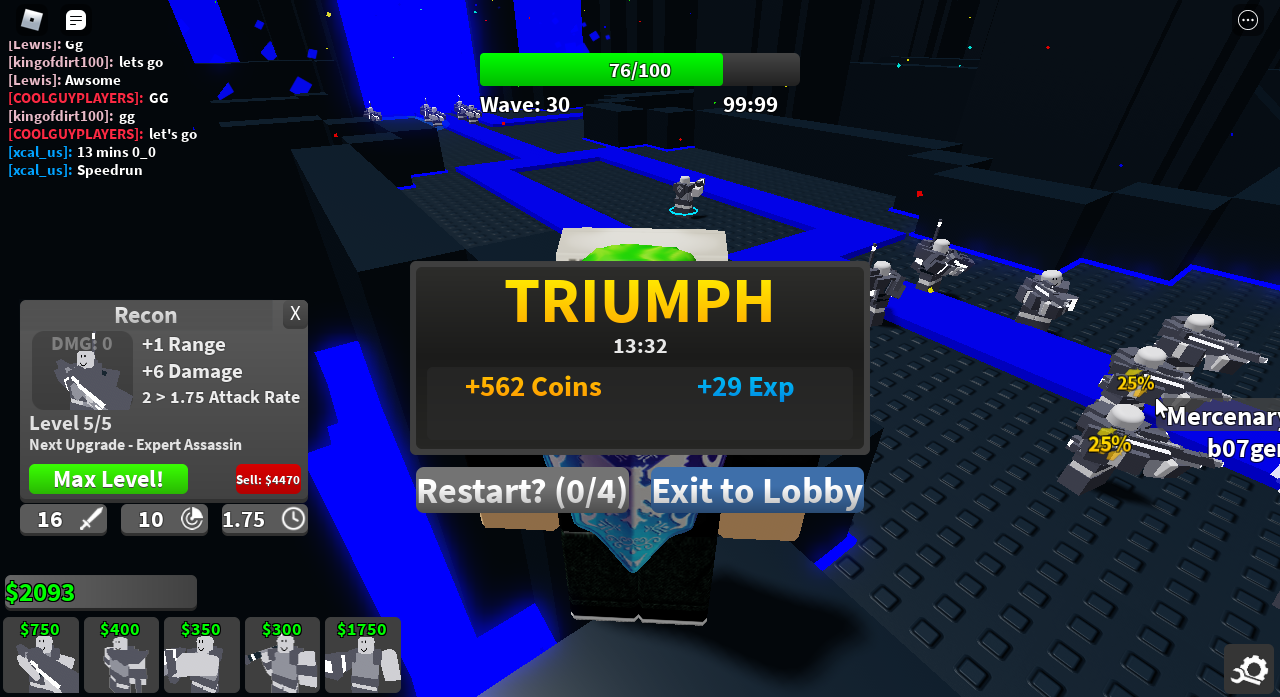 [Lewis]: Gg
[kingofdirt100]: lets go
[Lewis]: Awsome
[COOLGUYPLAYERS]: GG
[kingofdirt100]: gg
[COOLGUYPLAYERS]: let's go
[xcal_us]: 13 mins 0_0
[xcal_us]: Speedrun
76/100
Wave: 30 99:99
TRIUMPH
13:32
+562 Coins +29 Exp
Restart? (0/4) Exit to Lobby
Recon X
DMG: 0
+1 Range
+6 Damage
2 > 1.75 Attack Rate
Level 5/5
Next Upgrade - Expert Assassin
Max Level! Sell: $4470
16 10 1.75
25%
25%
Mercenary
$2093
$750 $400 $350 $300 $1750